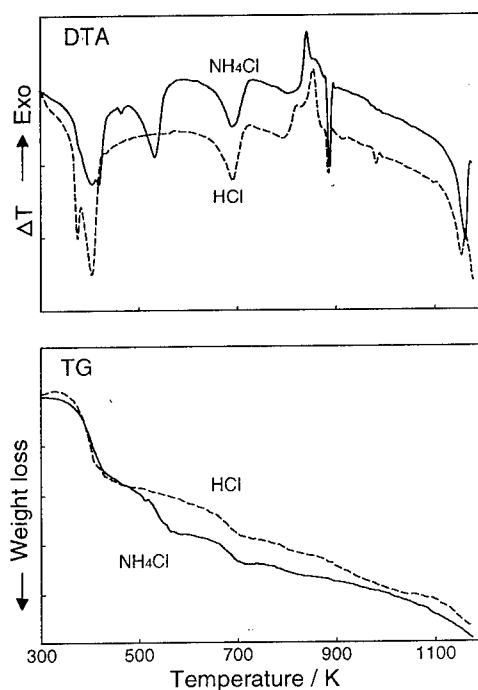 DTA
NH₄Cl
HCl
ΔT → Exo
TG
HCl
NH₄Cl
← Weight loss
300 500 700 900 1100
Temperature / K